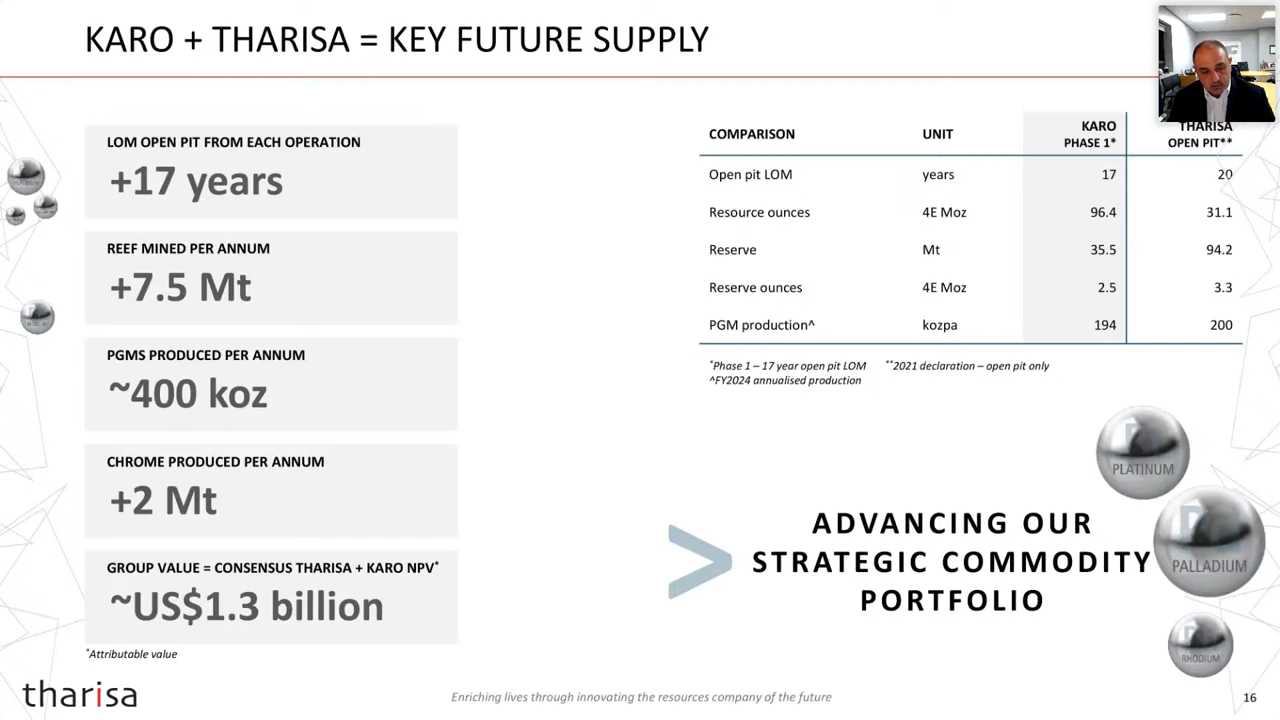 KARO + THARISA = KEY FUTURE SUPPLY
LOM OPEN PIT FROM EACH OPERATION
+17 years
REEF MINED PER ANNUM
+7.5 Mt
PGMS PRODUCED PER ANNUM
~400 koz
CHROME PRODUCED PER ANNUM
+2 Mt
GROUP VALUE = CONSENSUS THARISA + KARO NPV*
~US$1.3 billion
*Attributable value
COMPARISON UNIT KARO PHASE 1* THARISA OPEN PIT**
Open pit LOM years 17 20
Resource ounces 4E Moz 96.4 31.1
Reserve Mt 35.5 94.2
Reserve ounces 4E Moz 2.5 3.3
PGM production^ kozpa 194 200
*Phase 1 – 17 year open pit LOM **2021 declaration – open pit only
^FY2024 annualised production
PLATINUM
> ADVANCING OUR
STRATEGIC COMMODITY
PORTFOLIO
PALLADIUM
RHODIUM
tharisa
Enriching lives through innovating the resources company of the future
16